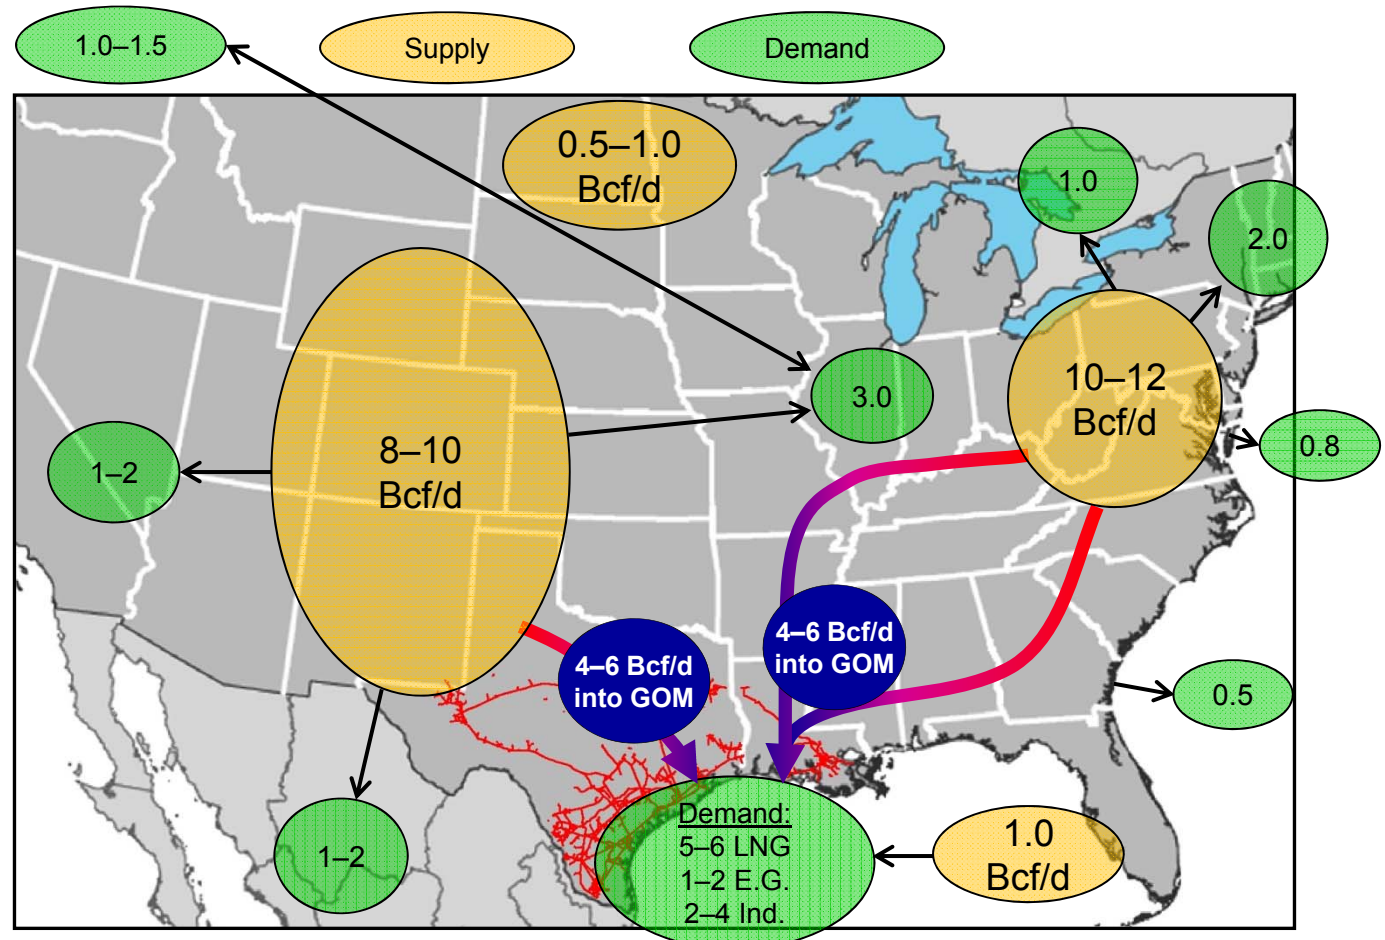 1.0–1.5
Supply
Demand
0.5–1.0
Bcf/d
1.0
2.0
10–12
Bcf/d
3.0
8–10
Bcf/d
1–2
0.8
4–6 Bcf/d
into GOM
4–6 Bcf/d
into GOM
0.5
1–2
Demand:
5–6 LNG
1–2 E.G.
2–4 Ind.
1.0
Bcf/d